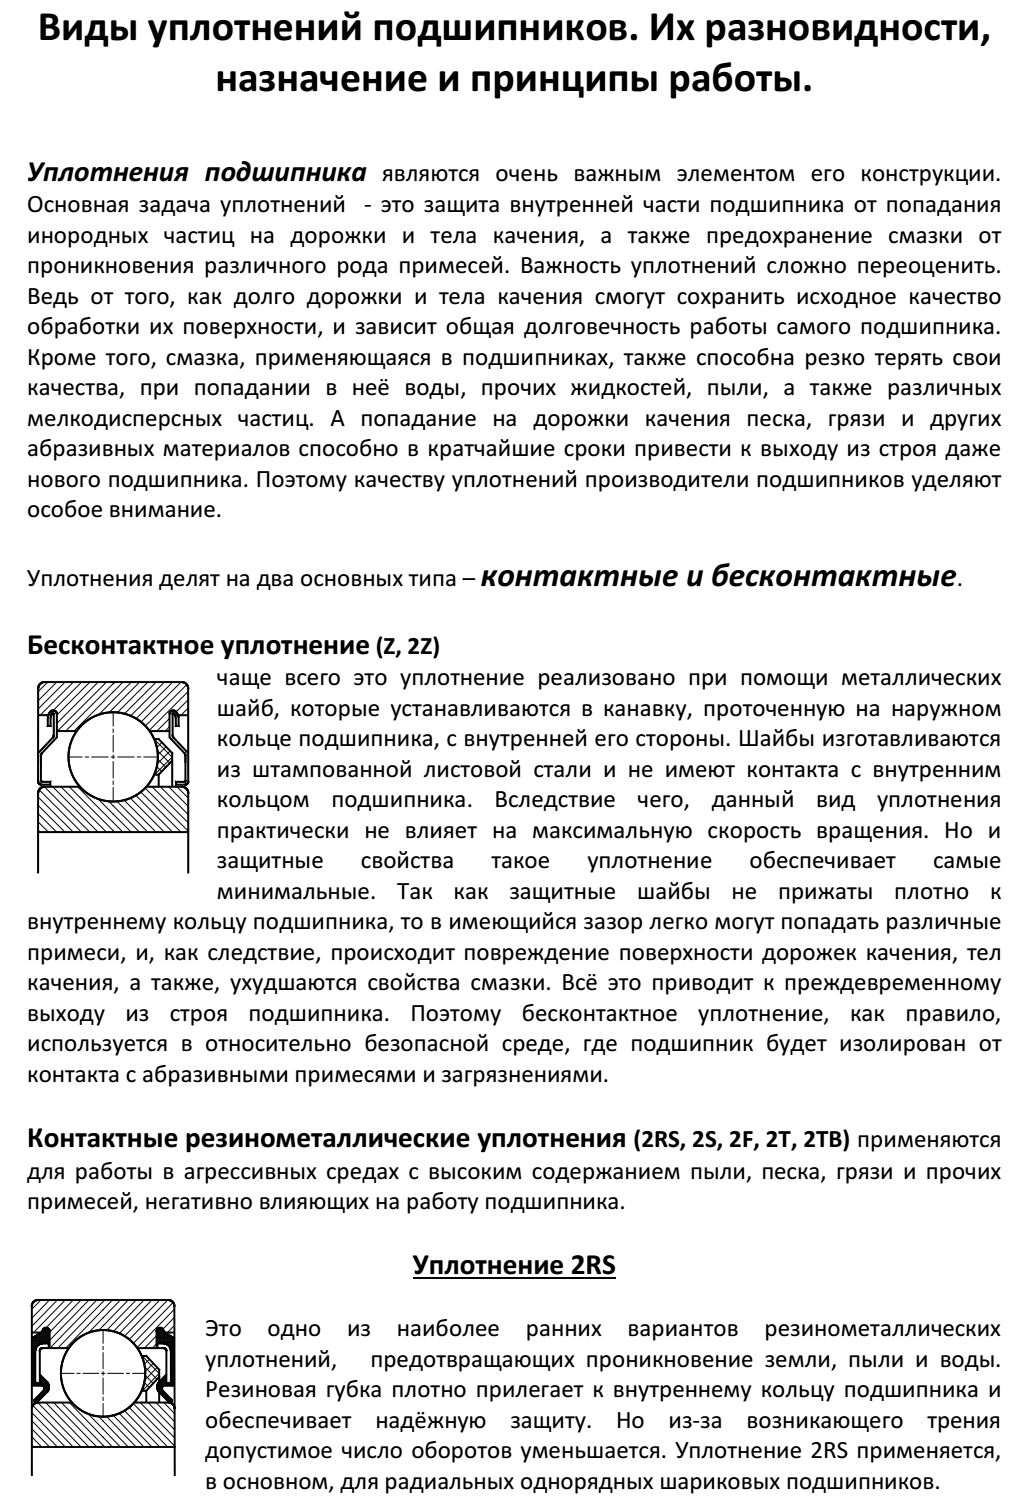 Виды уплотнений подшипников. Их разновидности,
назначение и принципы работы.
Уплотнения подшипника являются очень важным элементом его конструкции.
Основная задача уплотнений - это защита внутренней части подшипника от попадания
инородных частиц на дорожки и тела качения, а также предохранение смазки от
проникновения различного рода примесей. Важность уплотнений сложно переоценить.
Ведь от того, как долго дорожки и тела качения смогут сохранить исходное качество
обработки их поверхности, и зависит общая долговечность работы самого подшипника.
Кроме того, смазка, применяющаяся в подшипниках, также способна резко терять свои
качества, при попадании в неё воды, прочих жидкостей, пыли, а также различных
мелкодисперсных частиц. А попадание на дорожки качения песка, грязи и других
абразивных материалов способно в кратчайшие сроки привести к выходу из строя даже
нового подшипника. Поэтому качеству уплотнений производители подшипников уделяют
особое внимание.
Уплотнения делят на два основных типа – контактные и бесконтактные.
Бесконтактное уплотнение (Z, 2Z)
чаще всего это уплотнение реализовано при помощи металлических
шайб, которые устанавливаются в канавку, проточенную на наружном
кольце подшипника, с внутренней его стороны. Шайбы изготавливаются
из штампованной листовой стали и не имеют контакта с внутренним
кольцом подшипника. Вследствие чего, данный вид уплотнения
практически не влияет на максимальную скорость вращения. Но и
защитные свойства такое уплотнение обеспечивает самые
минимальные. Так как защитные шайбы не прижаты плотно к
внутреннему кольцу подшипника, то в имеющийся зазор легко могут попадать различные
примеси, и, как следствие, происходит повреждение поверхности дорожек качения, тел
качения, а также, ухудшаются свойства смазки. Всё это приводит к преждевременному
выходу из строя подшипника. Поэтому бесконтактное уплотнение, как правило,
используется в относительно безопасной среде, где подшипник будет изолирован от
контакта с абразивными примесями и загрязнениями.
Контактные резинометаллические уплотнения (2RS, 2S, 2F, 2T, 2TB) применяются
для работы в агрессивных средах с высоким содержанием пыли, песка, грязи и прочих
примесей, негативно влияющих на работу подшипника.
Уплотнение 2RS
Это одно из наиболее ранних вариантов резинометаллических
уплотнений, предотвращающих проникновение земли, пыли и воды.
Резиновая губка плотно прилегает к внутреннему кольцу подшипника и
обеспечивает надёжную защиту. Но из-за возникающего трения
допустимое число оборотов уменьшается. Уплотнение 2RS применяется,
в основном, для радиальных однорядных шариковых подшипников.